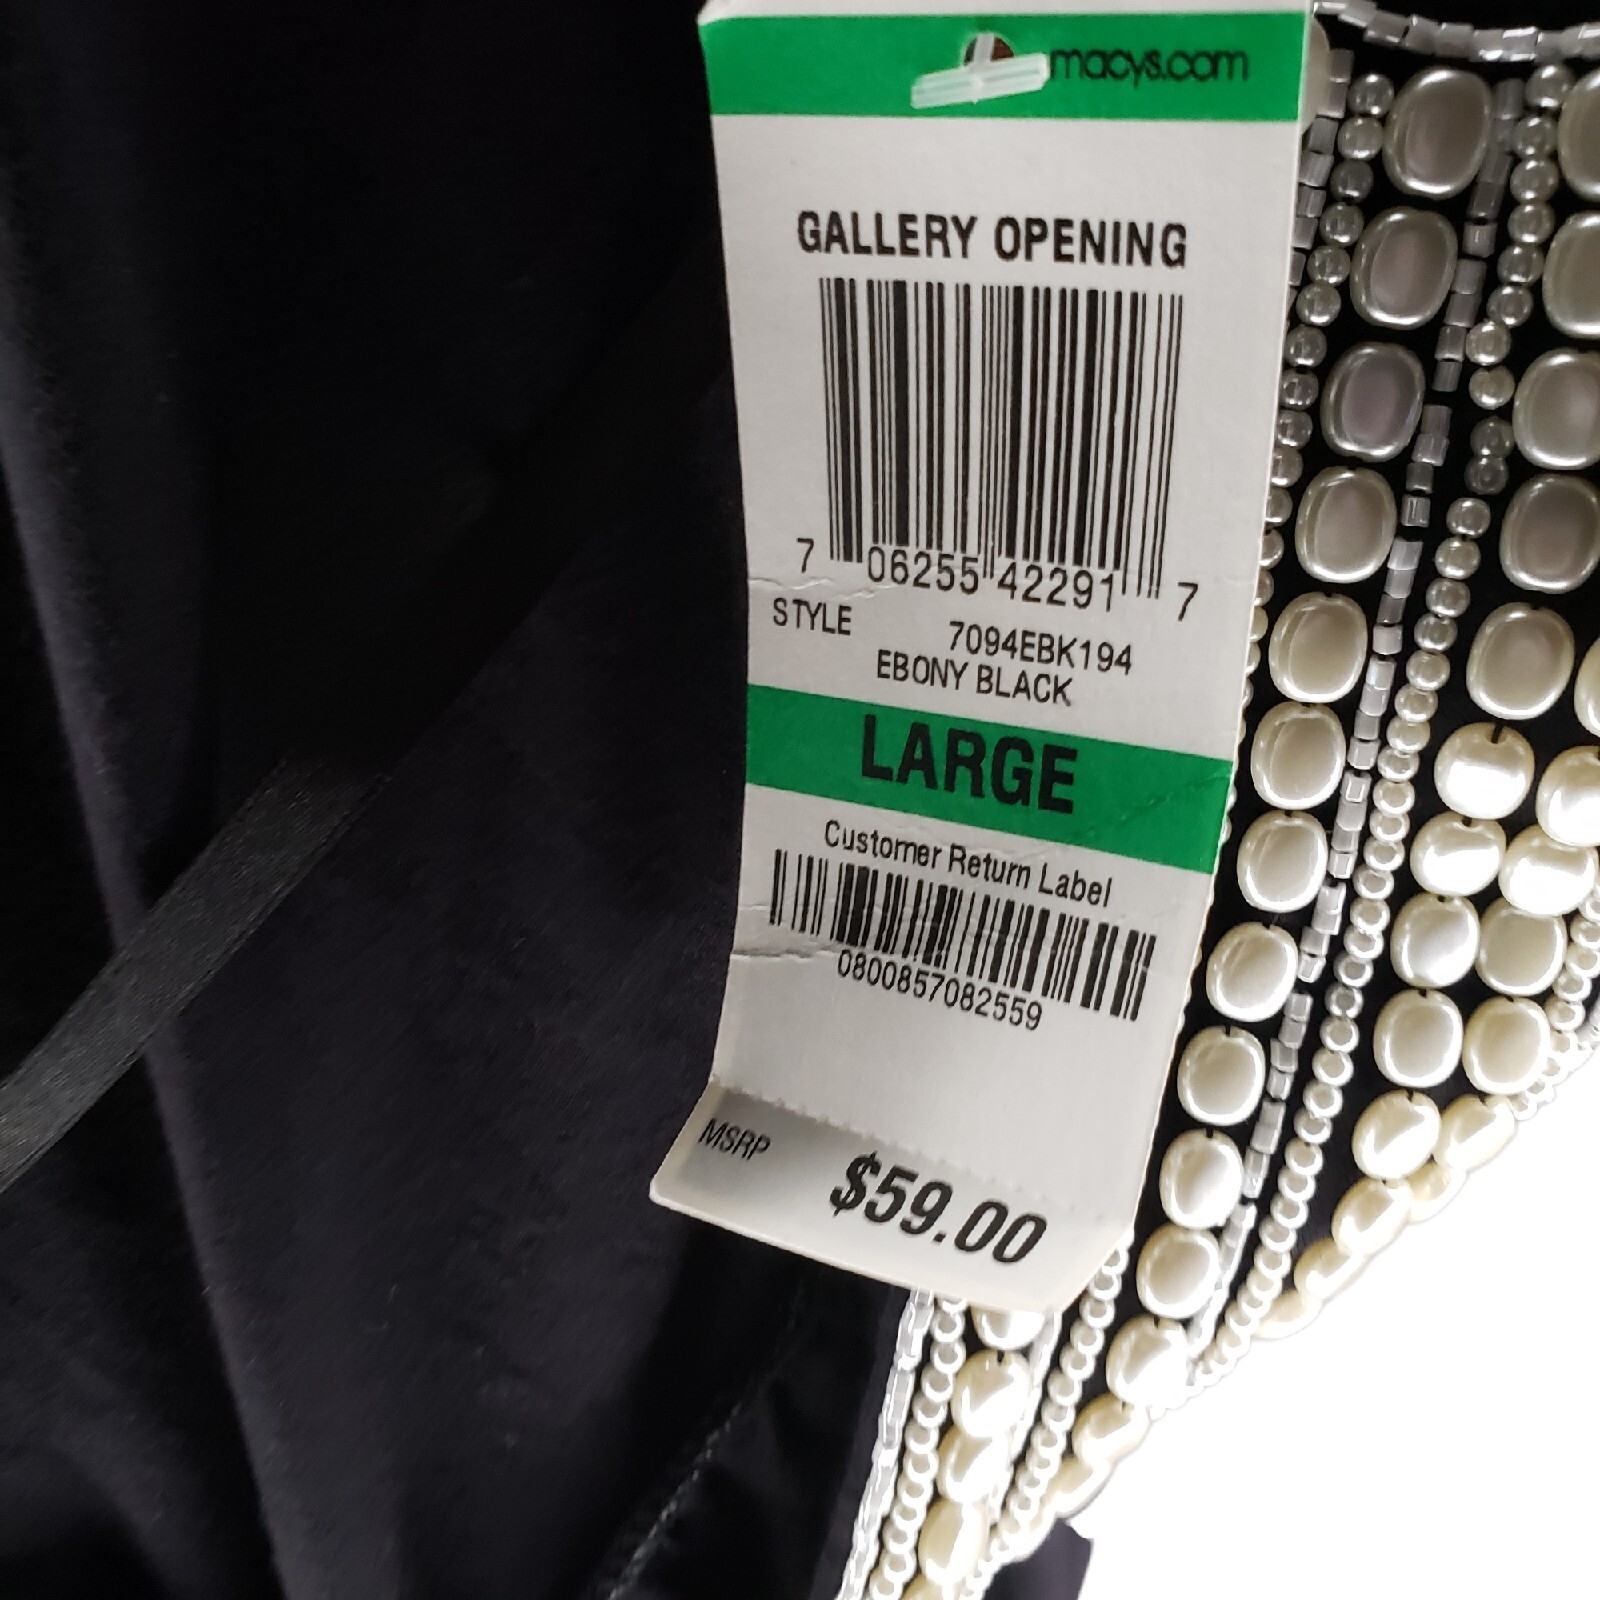 macys.com
GALLERY OPENING
7 06255 42291 7
STYLE 7094EBK194
EBONY BLACK
LARGE
Customer Return Label
0800857082559
MSRP $59.00